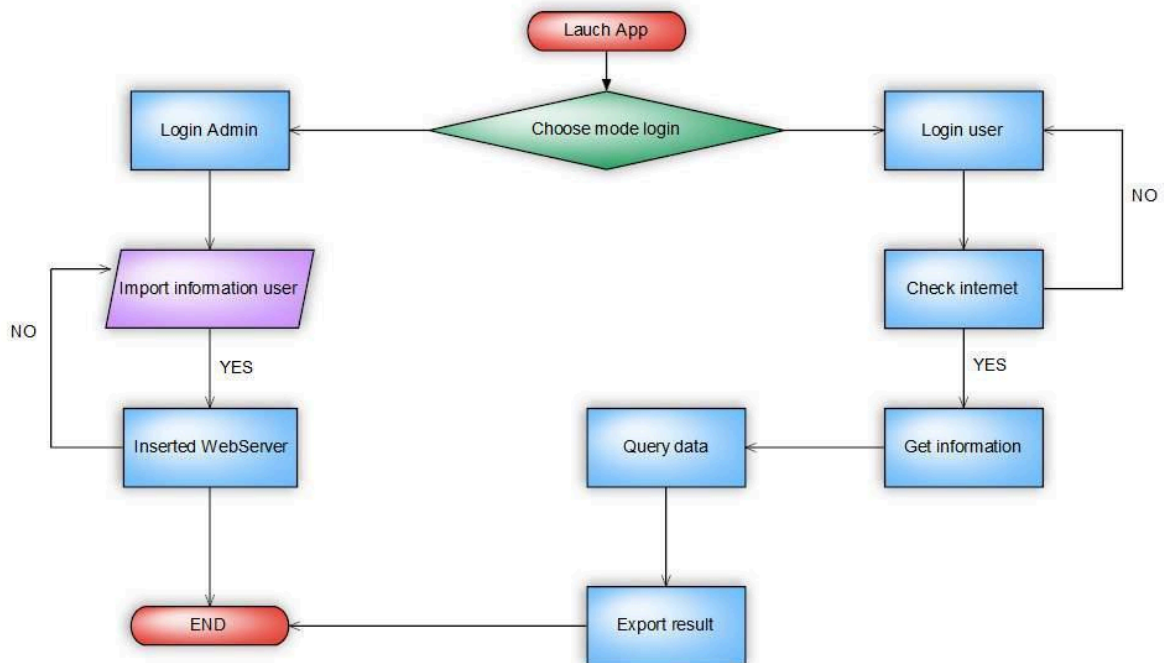 Lauch App
Login Admin
Choose mode login
Login user
NO
Import information user
Check internet
NO
YES
YES
Inserted WebServer
Query data
Get information
END
Export result